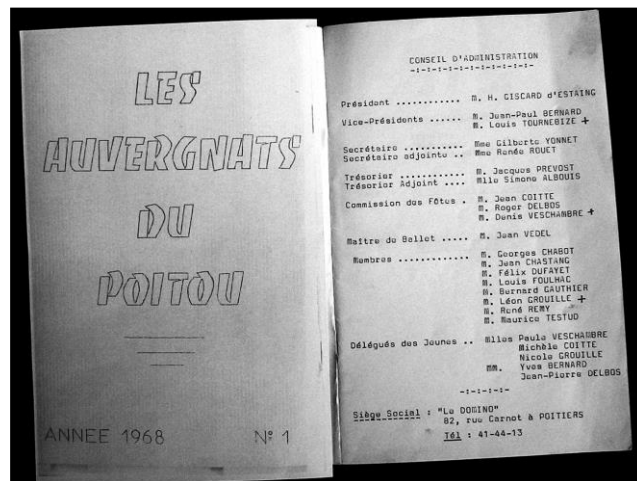 LES
AUVERGNATS
DU
POITOU
ANNEE 1968 N° 1
CONSEIL D'ADMINISTRATION
-:-:-:-:-:-:-:-:-:-:-:-
Président ............ M. H. GISCARD d'ESTAING
Vice-Présidents ...... M. Jean-Paul BERNARD
M. Louis TOURNEBIZE +
Secrétaire ........... Mme Gilberte YONNET
Secrétaire adjointe .. Mme Renée ROUET
Trésorier ............ M. Jacques PREVOST
Trésorier Adjoint .... Mlle Simone ALBOUIS
Commission des Fêtes . M. Jean COITTE
M. Roger DELBOS
M. Denis VESCHAMBRE +
Maître de Ballet ..... M. Jean VEDEL
Membres ............. M. Georges CHABOT
M. Jean CHASTANG
M. Félix DUFAYET
M. Louis FOULHAC
M. Bernard GAUTHIER
M. Léon GROUILLE +
M. René REMY
M. Maurice TESTUD
Délégués des Jeunes .. Mlles Paule VESCHAMBRE
Michèle COITTE
Nicole GROUILLE
MM. Yves BERNARD
Jean-Pierre DELBOS
-:-:-:-:-
Siège Social : "Le DOMINO"
82, rue Carnot à POITIERS
Tél : 41-44-13